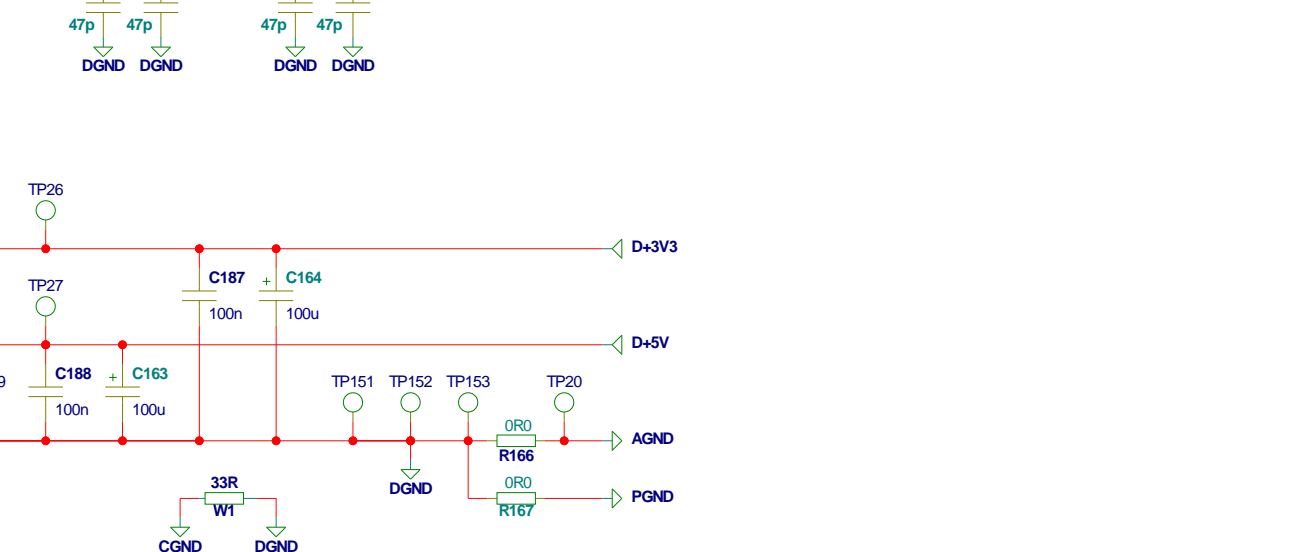 47p 47p 47p 47p
DGND DGND DGND DGND
TP26
D+3V3
C187 + C164
TP27
100n 100u
D+5V
9 C188 + C163 TP151 TP152 TP153 TP20
100n 100u
0R0
AGND
R166
33R DGND 0R0
PGND
W1 R167
CGND DGND